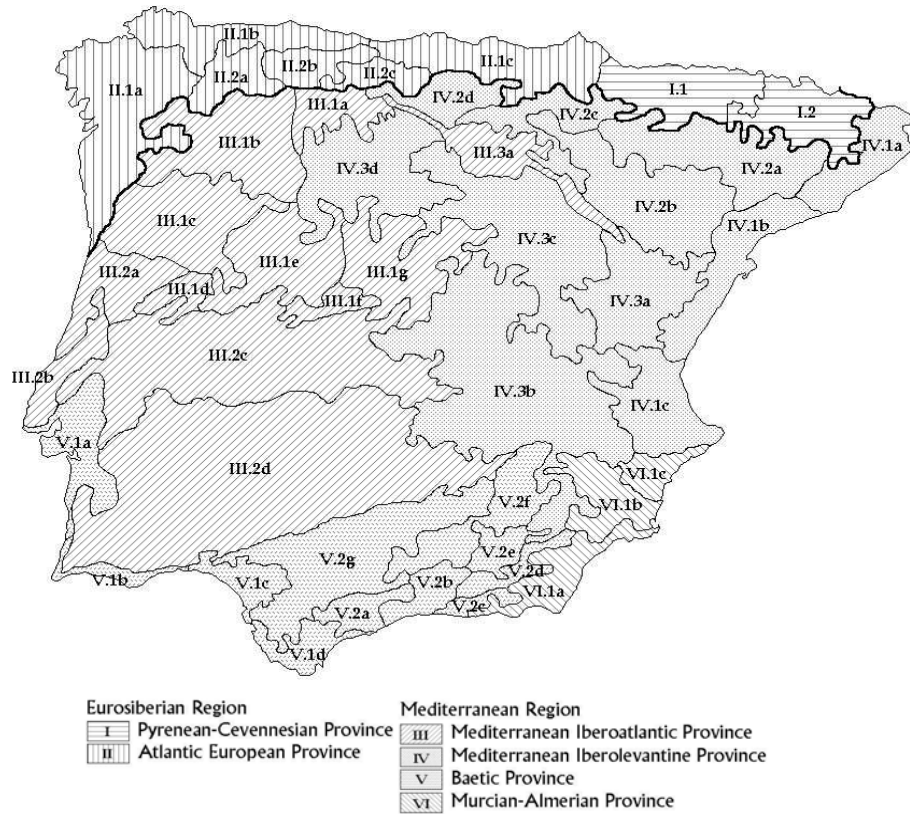 II.1b
II.2b
II.1c
II.2a
II.2c
II.1a
I.1
III.1a
IV.2d
I.2
IV.2c
III.1b
IV.1a
III.3a
IV.3d
IV.2a
IV.2b
III.1c
IV.1b
IV.3c
III.2a
III.1e
III.1g
III.1d
III.1f
IV.3a
III.2c
III.2b
IV.3b
IV.1c
V.1a
III.2d
VI.1c
V.2f
VI.1b
V.2g
V.2e
V.2d
V.1b
V.1c
V.2b
VI.1a
V.2a
V.2c
V.1d
Eurosiberian Region
I Pyrenean-Cevennesian Province
II Atlantic European Province
Mediterranean Region
III Mediterranean Iberoatlantic Province
IV Mediterranean Iberolevantine Province
V Baetic Province
VI Murcian-Almerian Province